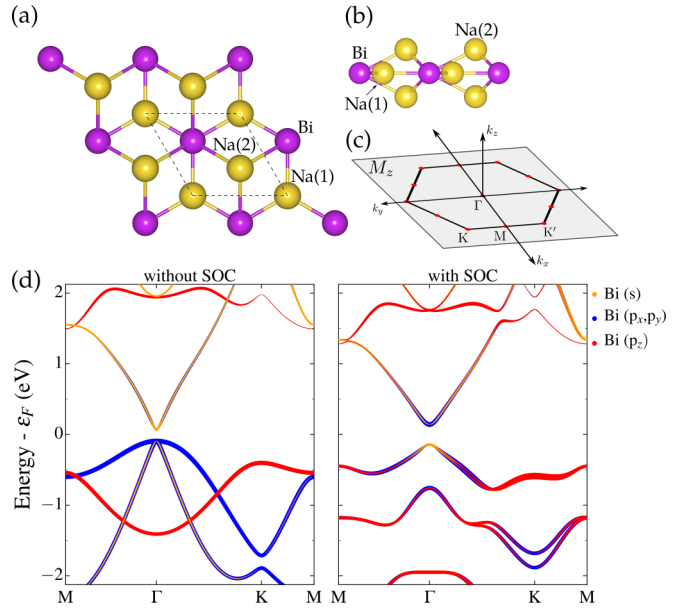 (a)
Bi
Na(2)
Na(1)
(b)
Na(2)
Bi
Na(1)
(c)
k_z
M_z
Γ
k_y
K
M
K′
k_x
(d)
without SOC
with SOC
Bi (s)
Bi (p_x,p_y)
Bi (p_z)
Energy - ε_F (eV)
2
1
0
−1
−2
M
Γ
K
M
M
Γ
K
M